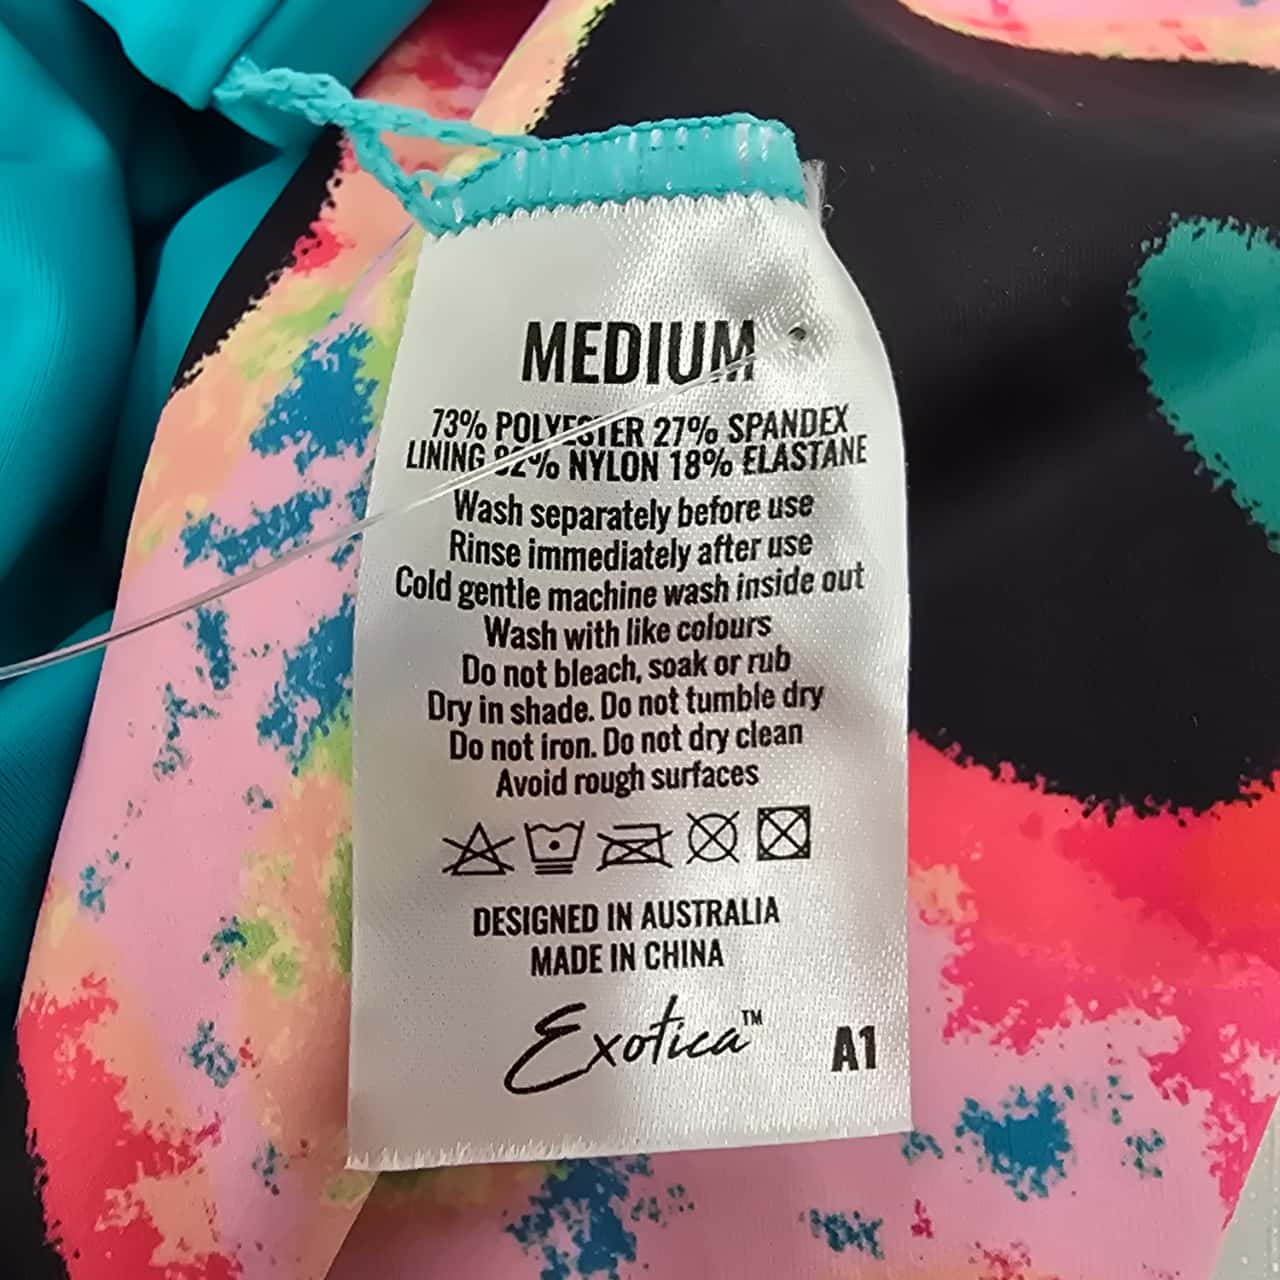 MEDIUM
73% POLYESTER 27% SPANDEX
LINING 82% NYLON 18% ELASTANE
Wash separately before use
Rinse immediately after use
Cold gentle machine wash inside out
Wash with like colours
Do not bleach, soak or rub
Dry in shade. Do not tumble dry
Do not iron. Do not dry clean
Avoid rough surfaces
DESIGNED IN AUSTRALIA
MADE IN CHINA
Exotica™
A1